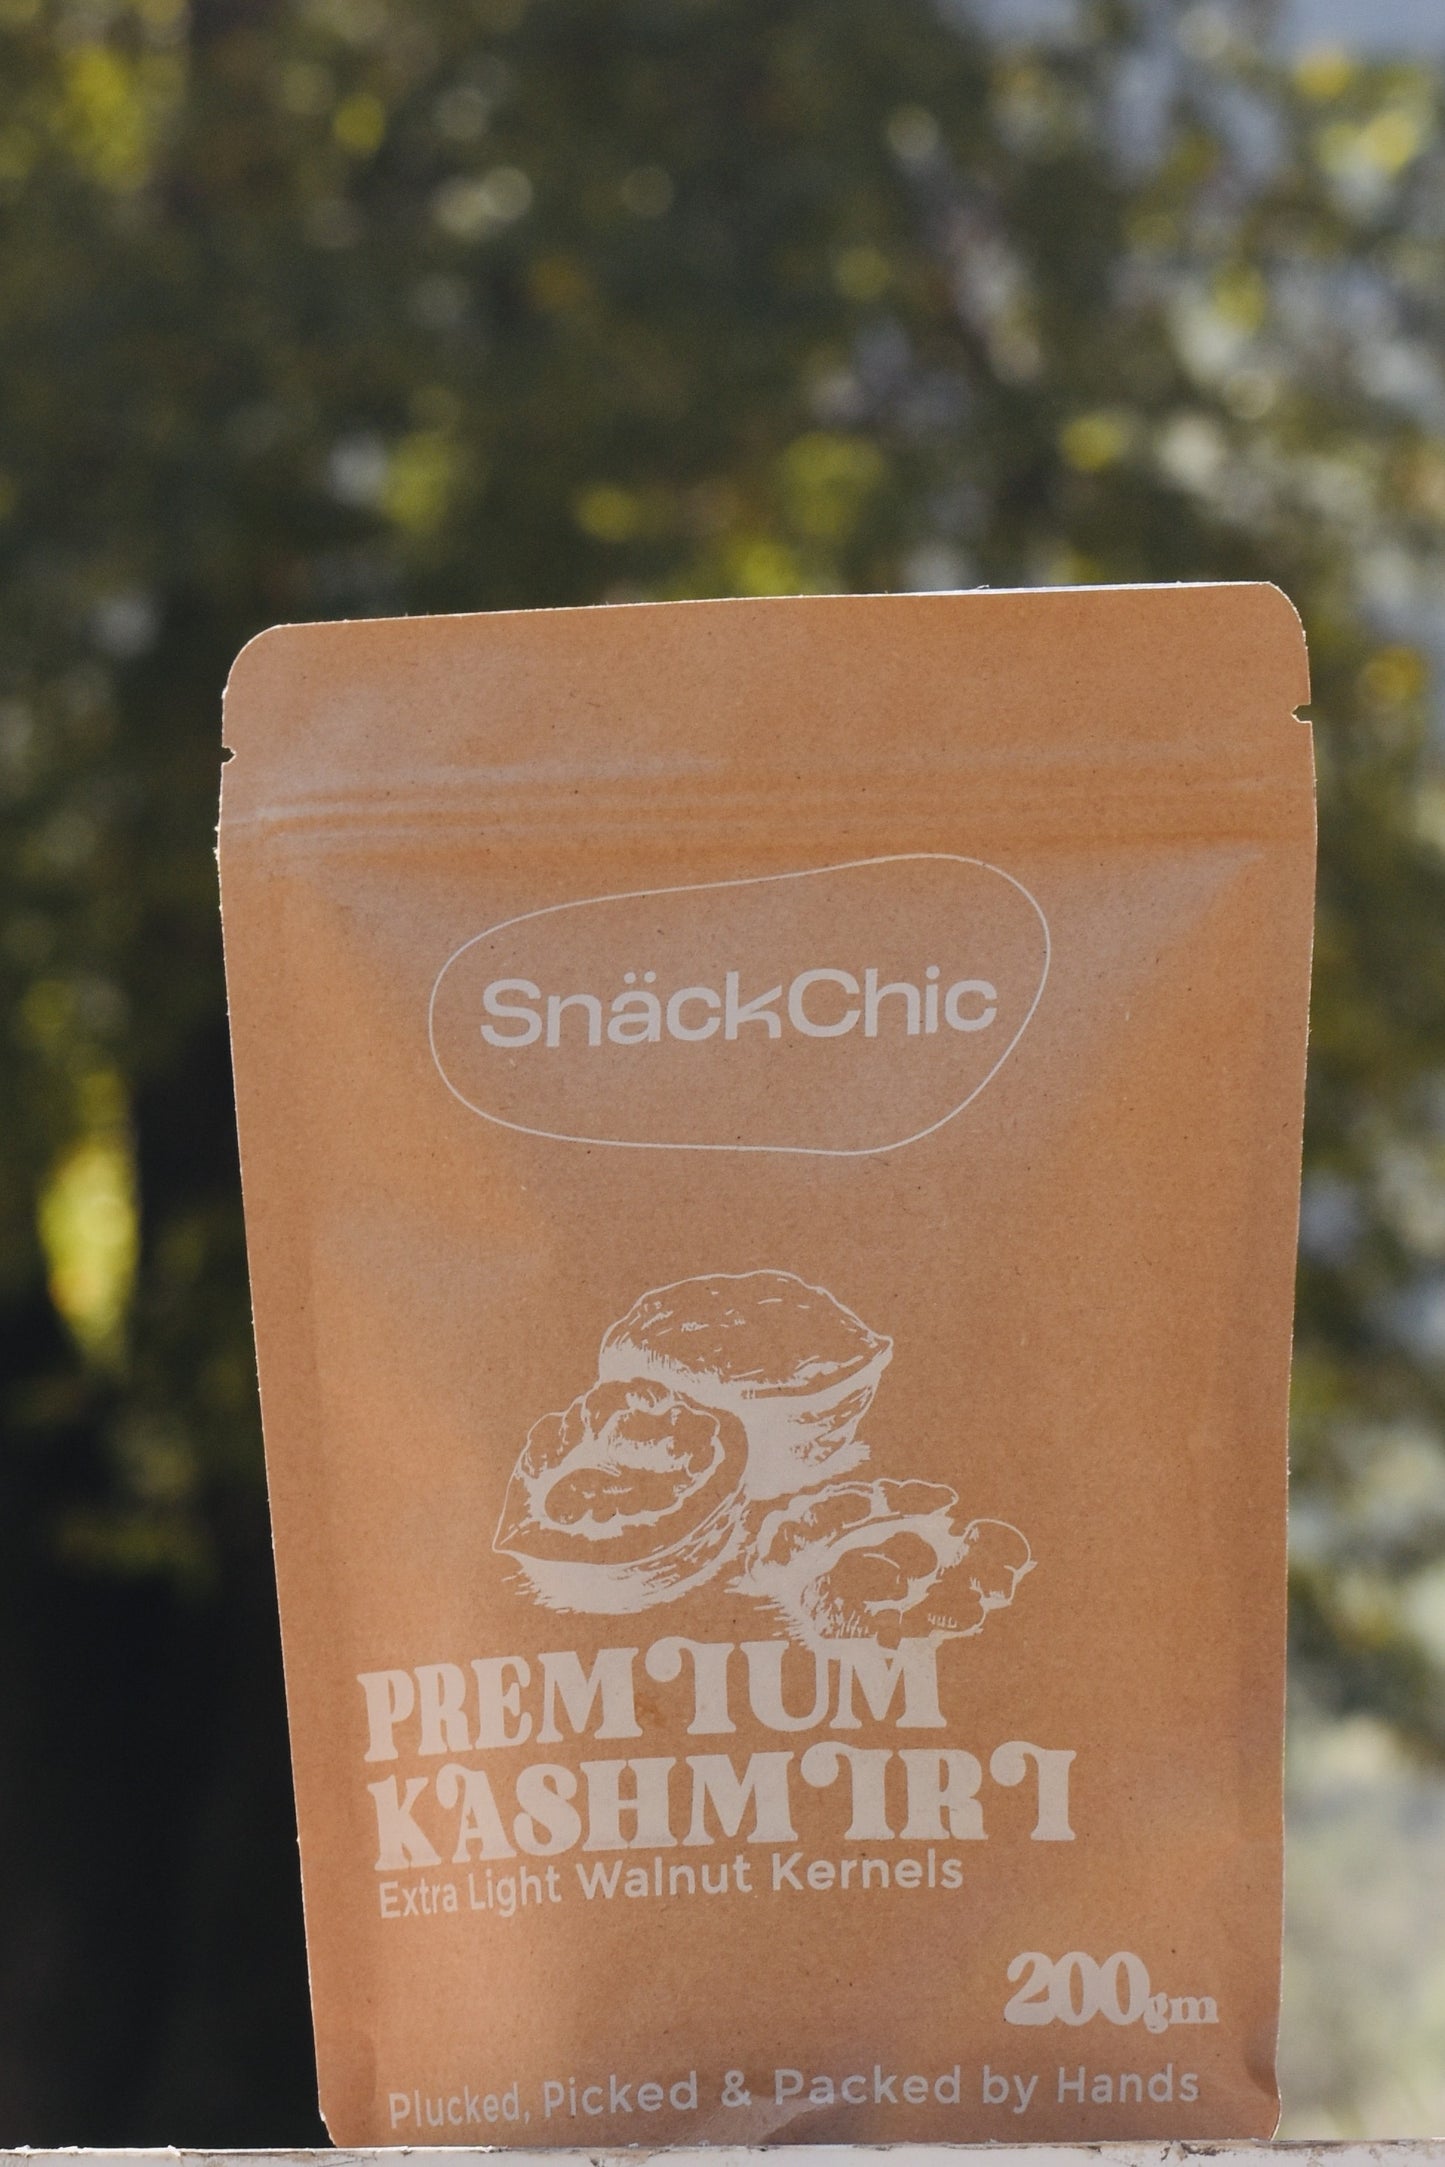 SnäckChic
PREMIUM
KASHMIRI
Extra Light Walnut Kernels
200gm
Plucked, Picked & Packed by Hands